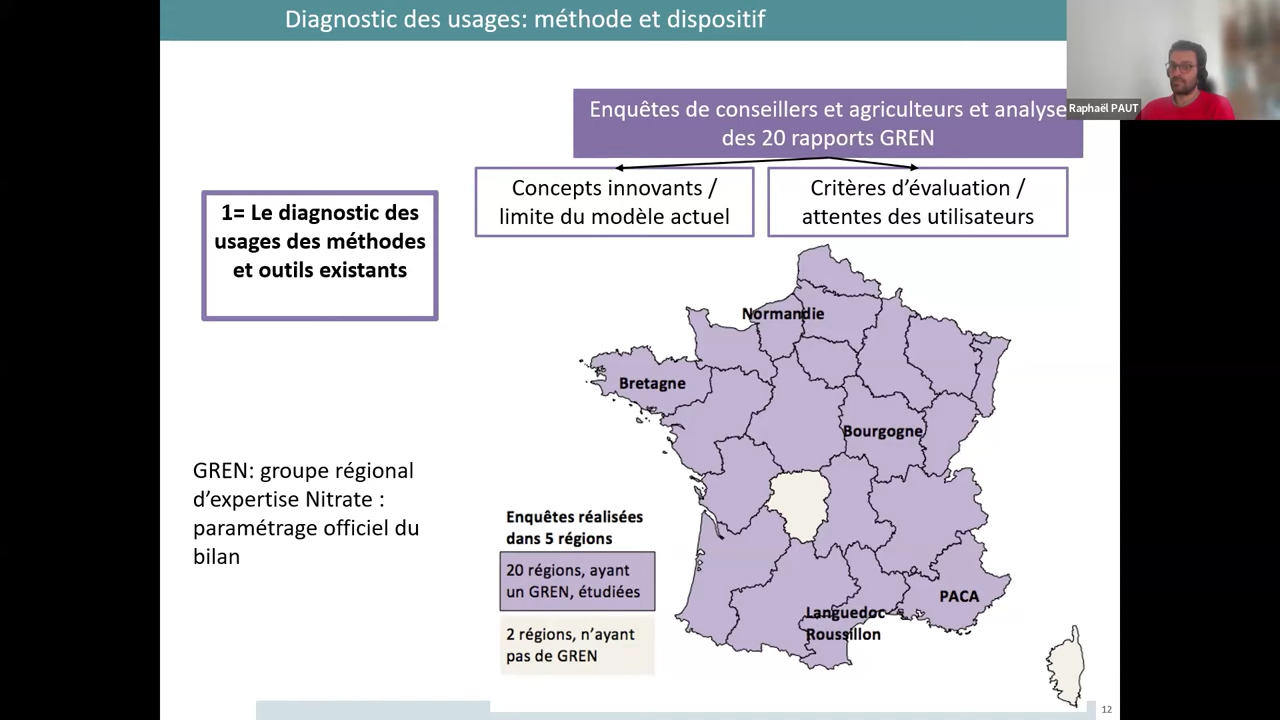 Diagnostic des usages: méthode et dispositif
Raphaël PAUT
Enquêtes de conseillers et agriculteurs et analyse
des 20 rapports GREN
Concepts innovants /
limite du modèle actuel
Critères d'évaluation /
attentes des utilisateurs
1= Le diagnostic des
usages des méthodes
et outils existants
Normandie
Bretagne
Bourgogne
PACA
Languedoc
Roussillon
GREN: groupe régional
d'expertise Nitrate :
paramétrage officiel du
bilan
Enquêtes réalisées
dans 5 régions
20 régions, ayant
un GREN, étudiées
2 régions, n'ayant
pas de GREN
12